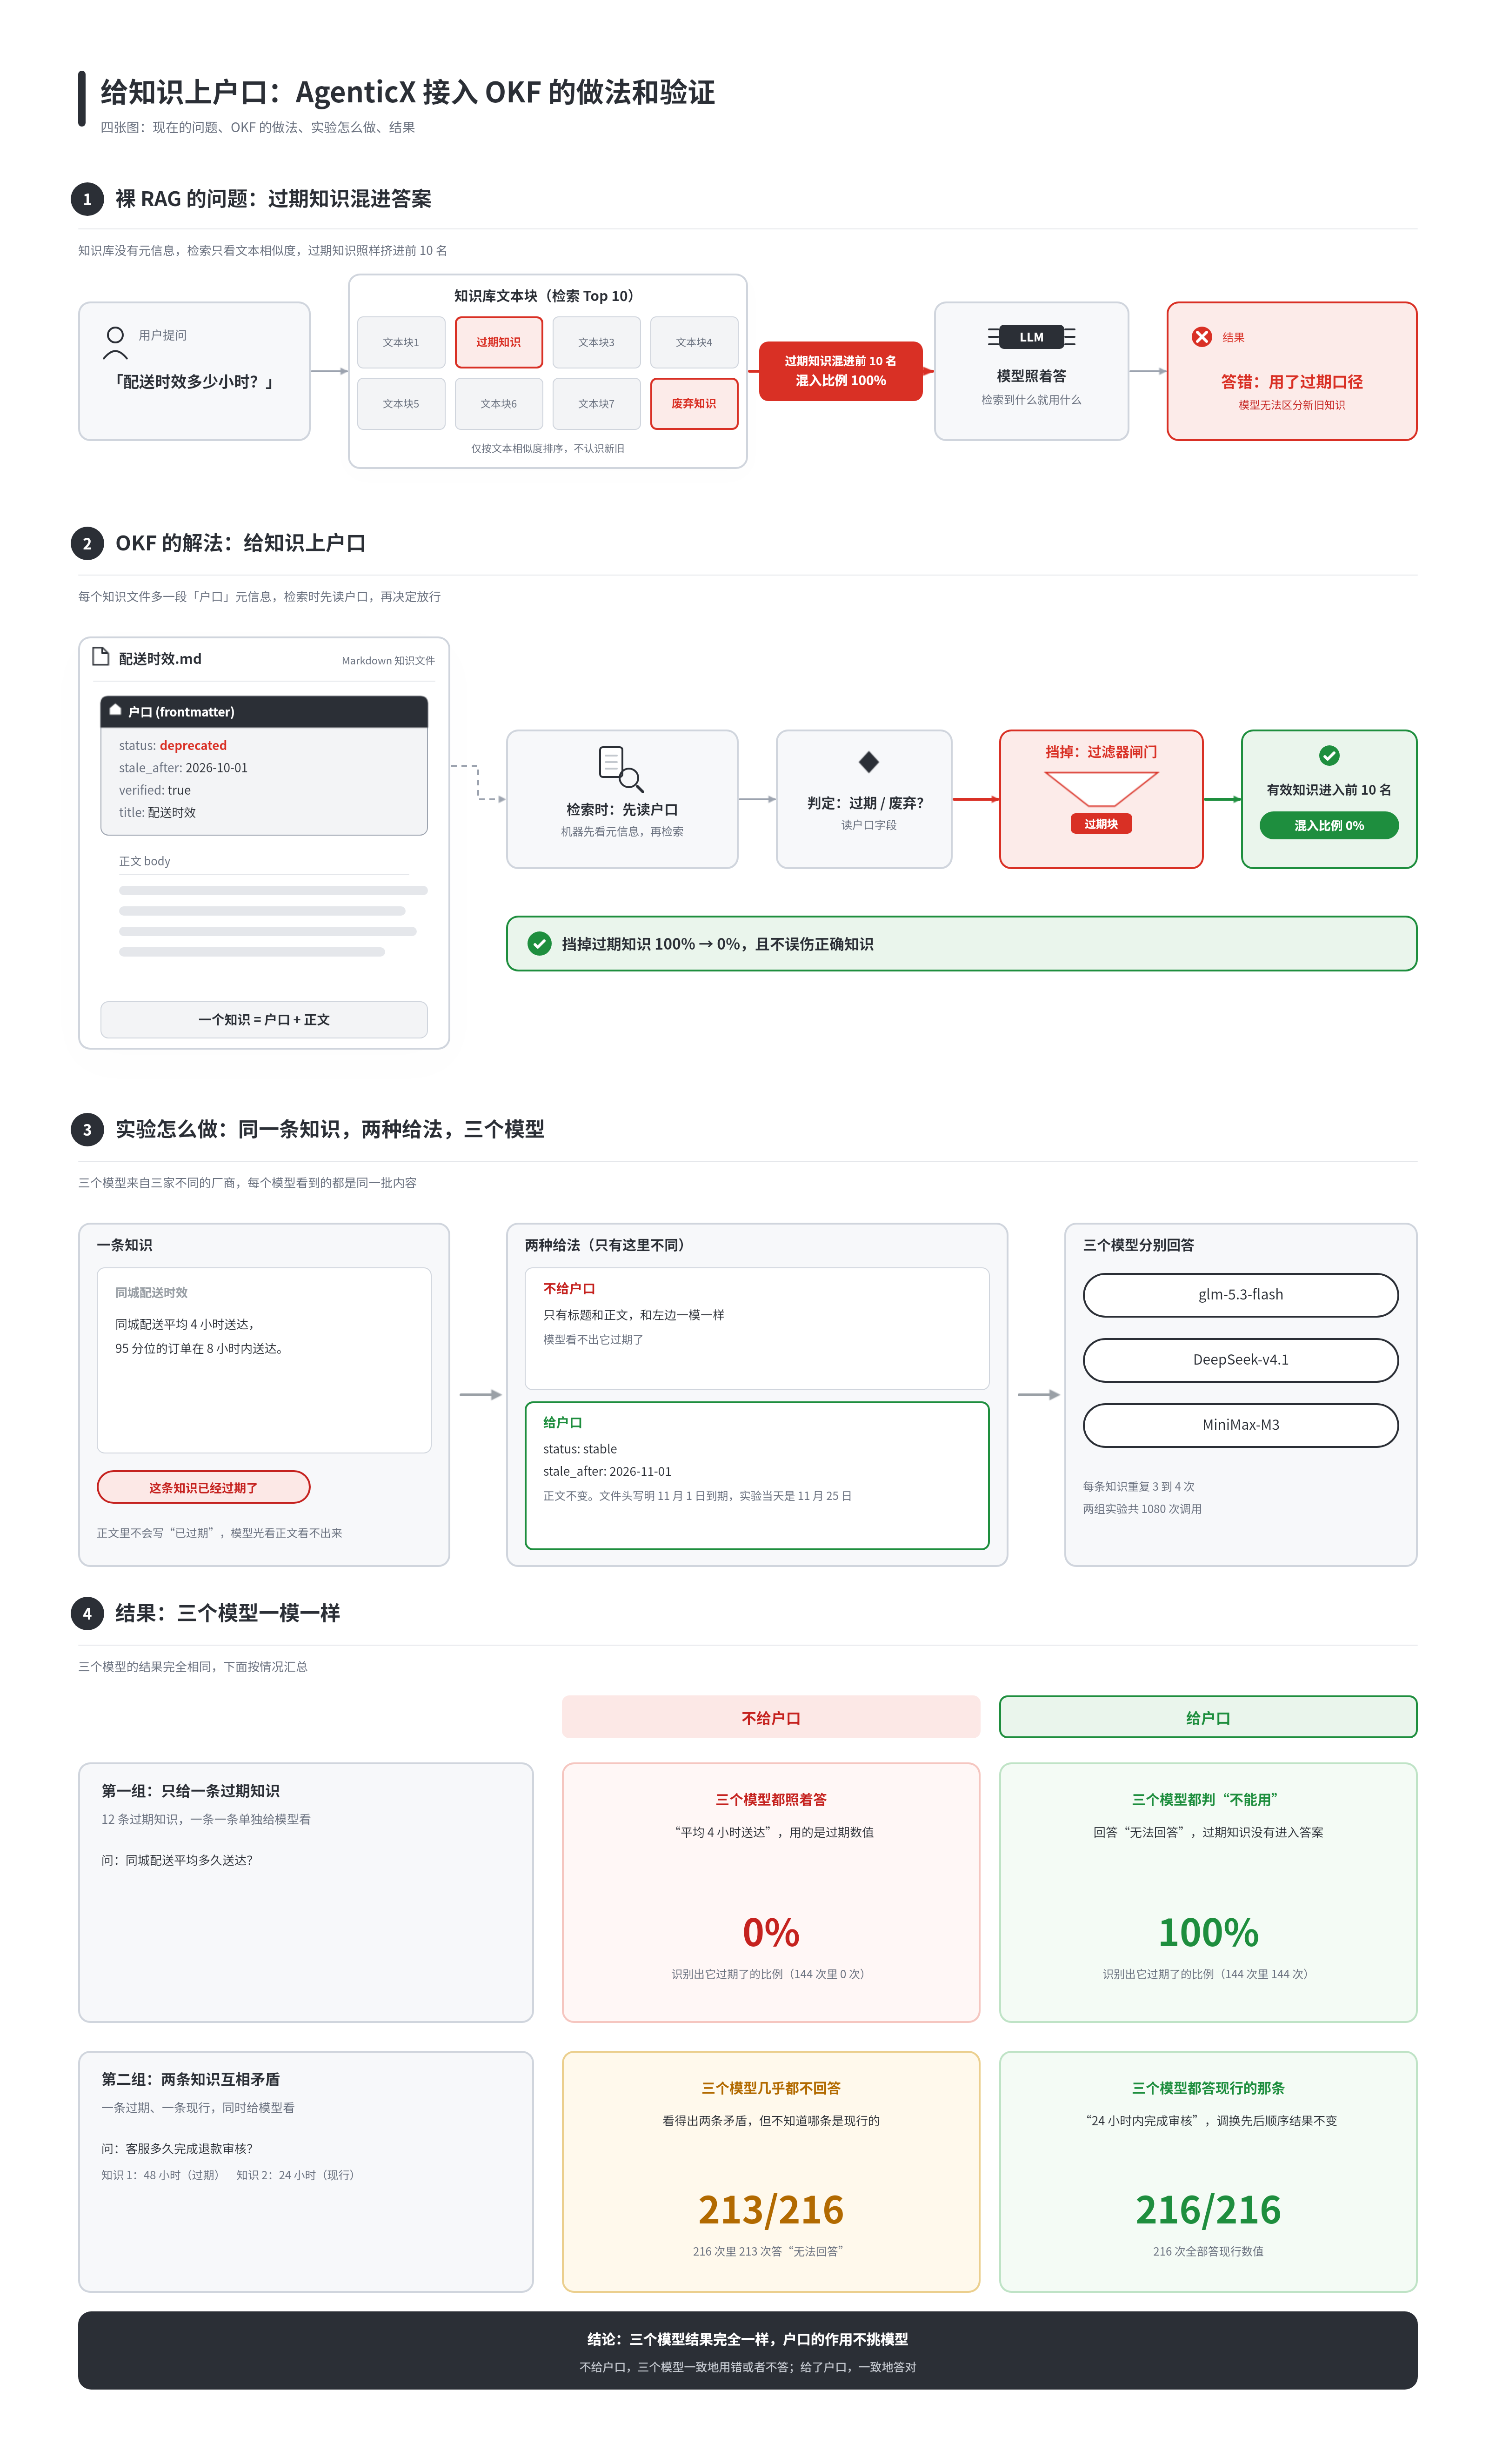 给知识上户口：AgenticX 接入 OKF 的做法和验证
四张图：现在的问题、OKF 的做法、实验怎么做、结果
1
裸 RAG 的问题：过期知识混进答案
知识库没有元信息，检索只看文本相似度，过期知识照样挤进前 10 名
用户提问
「配送时效多少小时？」
知识库文本块（检索 Top 10）
文本块1
过期知识
文本块3
文本块4
文本块5
文本块6
文本块7
废弃知识
仅按文本相似度排序，不认识新旧
过期知识混进前 10 名
混入比例 100%
LLM
模型照着答
检索到什么就用什么
结果
答错：用了过期口径
模型无法区分新旧知识
2
OKF 的解法：给知识上户口
每个知识文件多一段「户口」元信息，检索时先读户口，再决定放行
配送时效.md
Markdown 知识文件
户口 (frontmatter)
status: deprecated
stale_after: 2026-10-01
verified: true
title: 配送时效
正文 body
一个知识 = 户口 + 正文
检索时：先读户口
机器先看元信息，再检索
判定：过期 / 废弃？
读户口字段
挡掉：过滤器闸门
过期块
有效知识进入前 10 名
混入比例 0%
挡掉过期知识 100% → 0%，且不误伤正确知识
3
实验怎么做：同一条知识，两种给法，三个模型
三个模型来自三家不同的厂商，每个模型看到的都是同一批内容
一条知识
同城配送时效
同城配送平均 4 小时送达，
95 分位的订单在 8 小时内送达。
这条知识已经过期了
正文里不会写“已过期”，模型光看正文看不出来
两种给法（只有这里不同）
不给户口
只有标题和正文，和左边一模一样
模型看不出它过期了
给户口
status: stable
stale_after: 2026-11-01
正文不变。文件头写明 11 月 1 日到期，实验当天是 11 月 25 日
三个模型分别回答
glm-5.3-flash
DeepSeek-v4.1
MiniMax-M3
每条知识重复 3 到 4 次
两组实验共 1080 次调用
4
结果：三个模型一模一样
三个模型的结果完全相同，下面按情况汇总
不给户口
给户口
第一组：只给一条过期知识
12 条过期知识，一条一条单独给模型看
问：同城配送平均多久送达？
三个模型都照着答
“平均 4 小时送达”，用的是过期数值
0%
识别出它过期了的比例（144 次里 0 次）
三个模型都判“不能用”
回答“无法回答”，过期知识没有进入答案
100%
识别出它过期了的比例（144 次里 144 次）
第二组：两条知识互相矛盾
一条过期、一条现行，同时给模型看
问：客服多久完成退款审核？
知识 1：48 小时（过期） 知识 2：24 小时（现行）
三个模型几乎都不回答
看得出两条矛盾，但不知道哪条是现行的
213/216
216 次里 213 次答“无法回答”
三个模型都答现行的那条
“24 小时内完成审核”，调换先后顺序结果不变
216/216
216 次全部答现行数值
结论：三个模型结果完全一样，户口的作用不挑模型
不给户口，三个模型一致地用错或者不答；给了户口，一致地答对